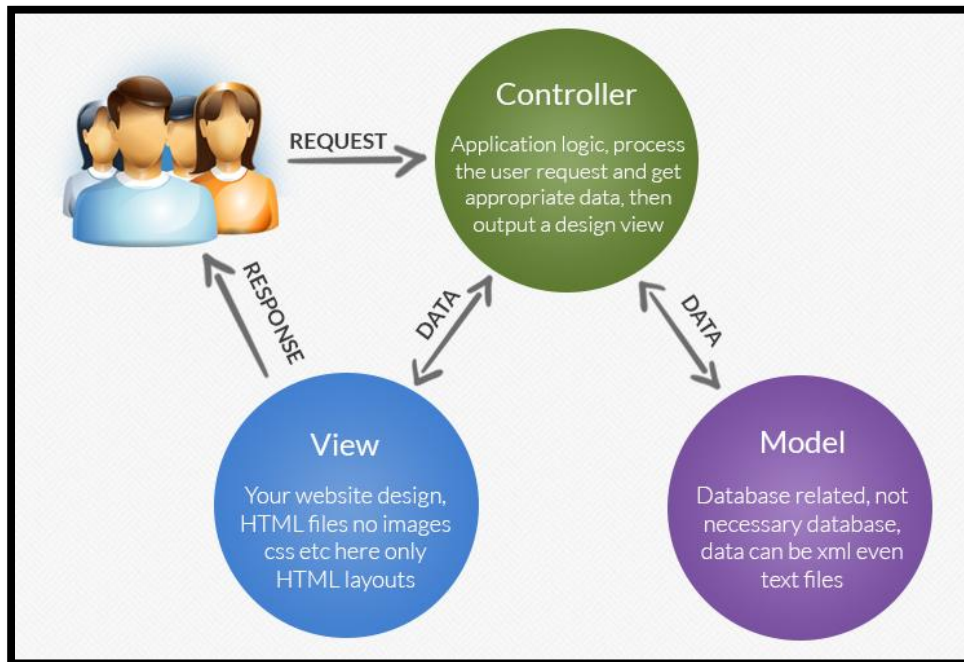 Controller
Application logic, process
the user request and get
appropriate data, then
output a design view
REQUEST
RESPONSE
DATA
DATA
View
Your website design,
HTML files no images
css etc here only
HTML layouts
Model
Database related, not
necessary database,
data can be xml even
text files